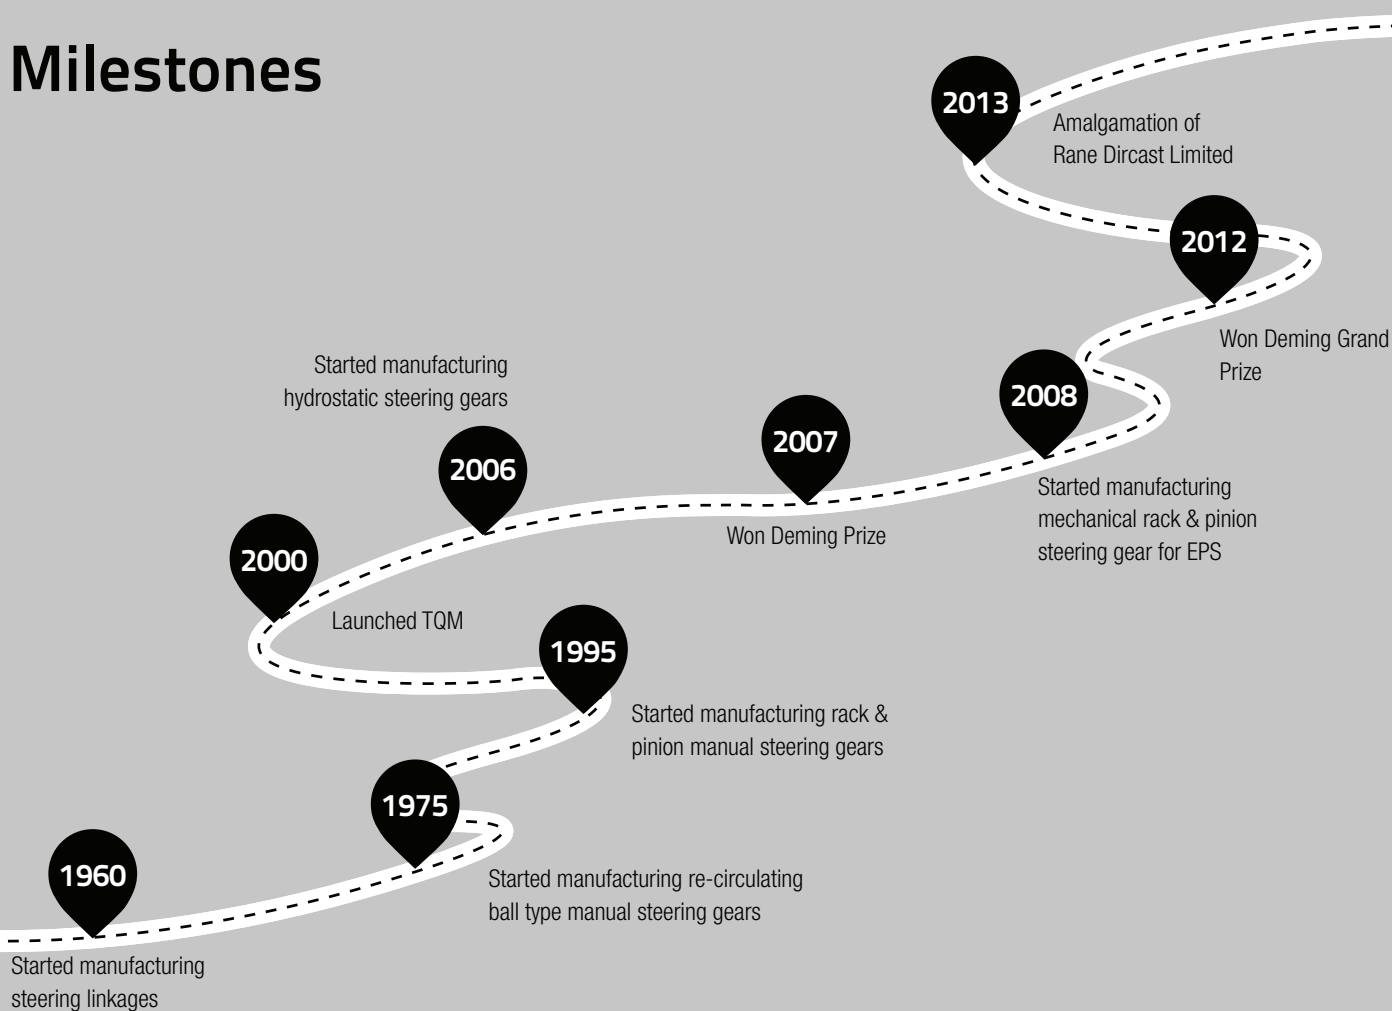 Milestones
2013
Amalgamation of
Rane Dircast Limited
2012
Won Deming Grand
Prize
2008
Started manufacturing
mechanical rack & pinion
steering gear for EPS
2007
Won Deming Prize
Started manufacturing
hydrostatic steering gears
2006
2000
Launched TQM
1995
Started manufacturing rack &
pinion manual steering gears
1975
Started manufacturing re-circulating
ball type manual steering gears
1960
Started manufacturing
steering linkages